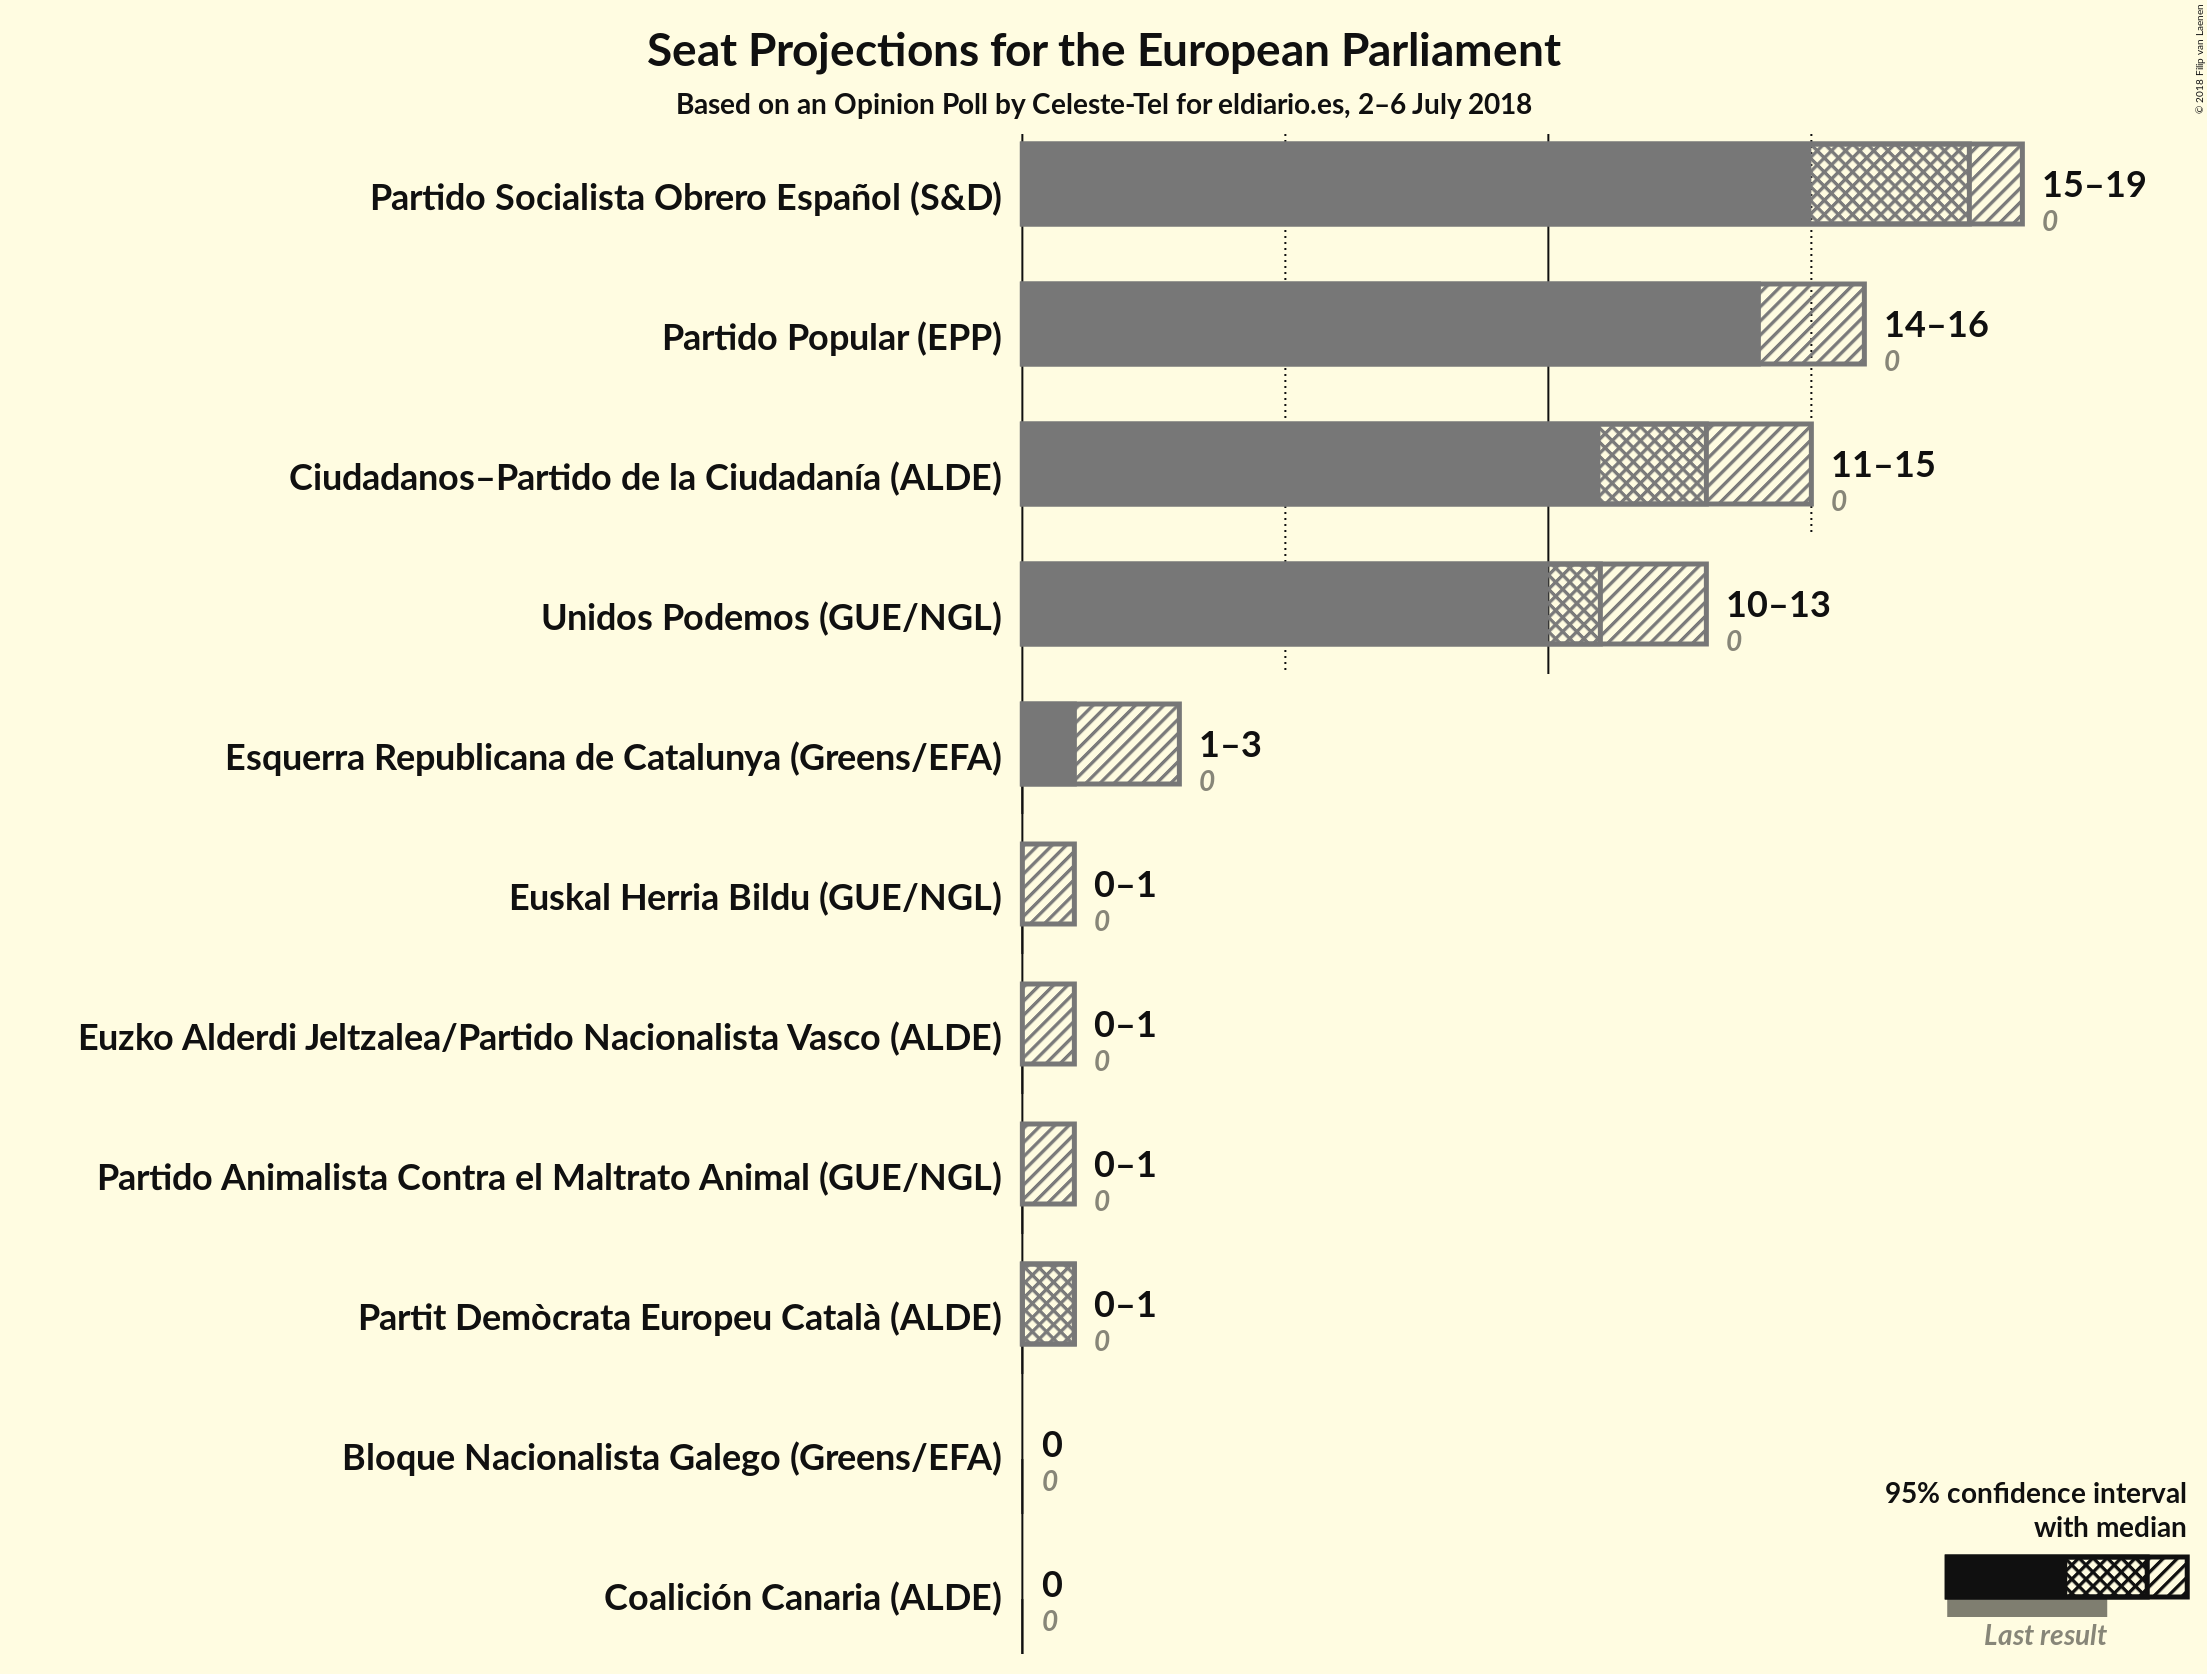 Seat Projections for the European Parliament
Based on an Opinion Poll by Celeste-Tel for eldiario.es, 2–6 July 2018
© 2018 Filip van Laenen
Partido Socialista Obrero Español (S&D)
15–19
0
Partido Popular (EPP)
14–16
0
Ciudadanos–Partido de la Ciudadanía (ALDE)
11–15
0
Unidos Podemos (GUE/NGL)
10–13
0
Esquerra Republicana de Catalunya (Greens/EFA)
1–3
0
Euskal Herria Bildu (GUE/NGL)
0–1
0
Euzko Alderdi Jeltzalea/Partido Nacionalista Vasco (ALDE)
0–1
0
Partido Animalista Contra el Maltrato Animal (GUE/NGL)
0–1
0
Partit Demòcrata Europeu Català (ALDE)
0–1
0
Bloque Nacionalista Galego (Greens/EFA)
0
0
Coalición Canaria (ALDE)
0
0
95% confidence interval
with median
Last result